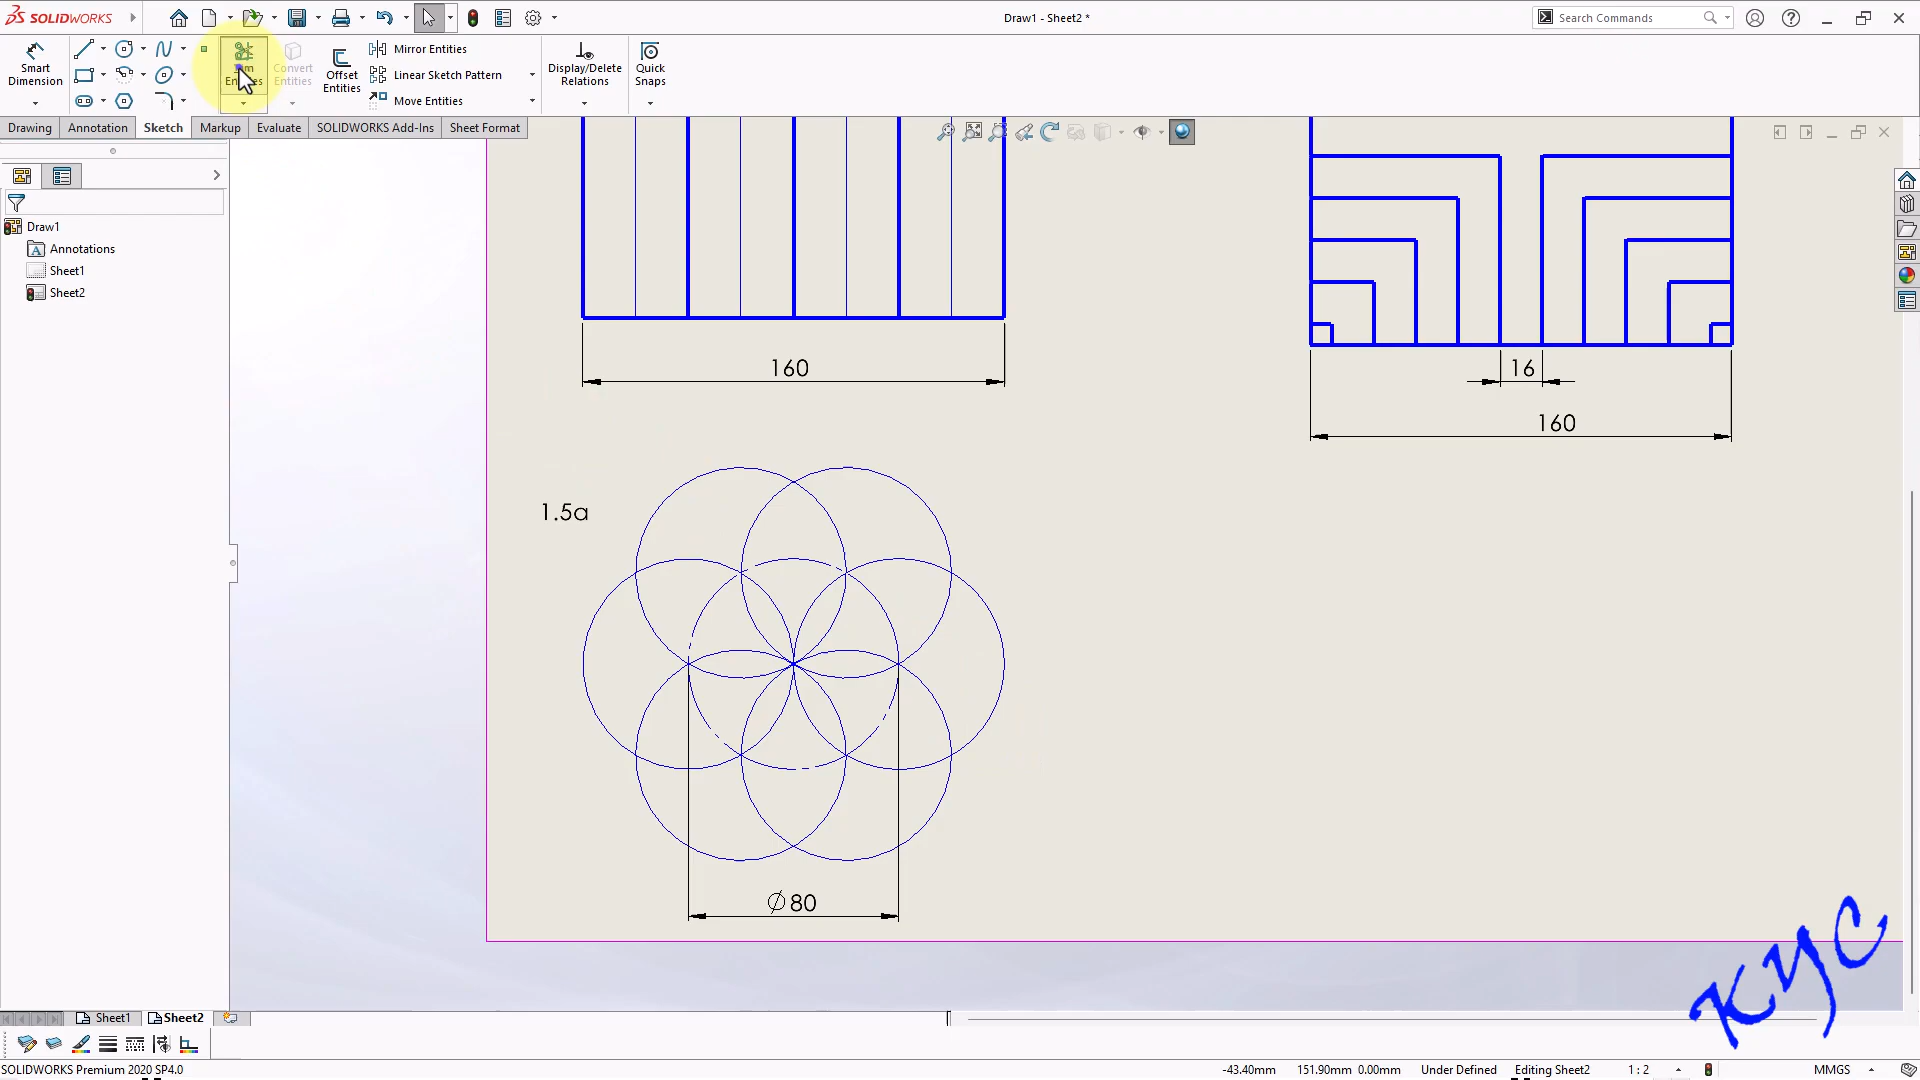 SOLIDWORKS
Draw1 - Sheet2 *
Search Commands
Smart Dimension
Entities
Convert Entities
Offset Entities
Mirror Entities
Linear Sketch Pattern
Move Entities
Display/Delete Relations
Quick Snaps
Drawing Annotation Sketch Markup Evaluate SOLIDWORKS Add-Ins Sheet Format
Draw1
Annotations
Sheet1
Sheet2
160
16
160
1.5a
∅80
KYC
Sheet1 Sheet2
SOLIDWORKS Premium 2020 SP4.0
-43.40mm 151.90mm 0.00mm Under Defined Editing Sheet2 1 : 2 MMGS